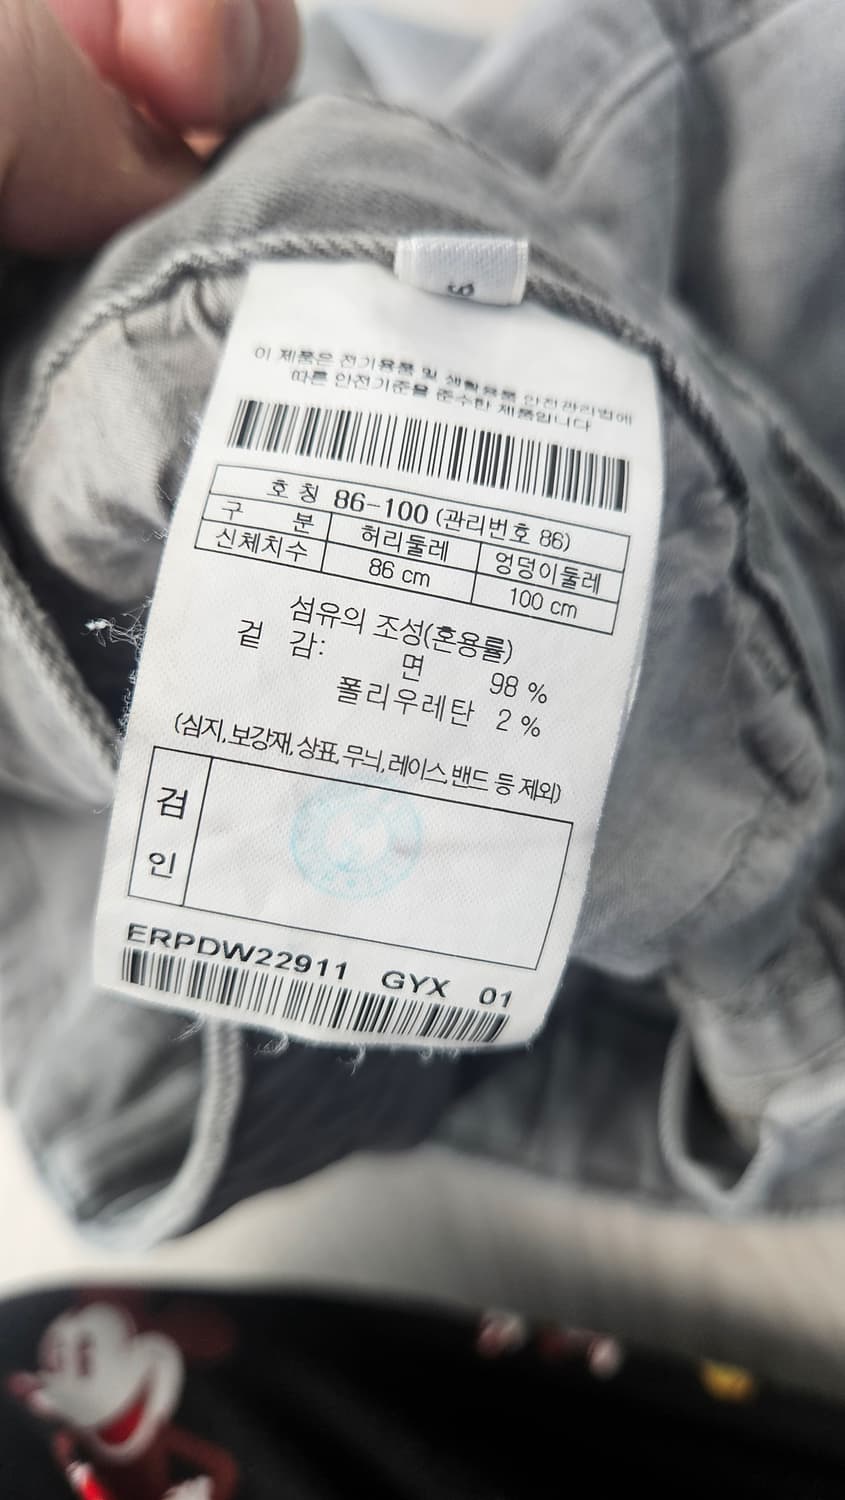 이 제품은 전기용품 및 생활용품 안전관리법에
따른 안전기준을 준수한 제품입니다
호 칭 86-100 (관리번호 86)
구 분 허리둘레 엉덩이둘레
신체치수 86 cm 100 cm
섬유의 조성(혼용률)
겉 감: 면 98 %
폴리우레탄 2 %
(심지,보강재,상표,무늬,레이스,밴드 등 제외)
검
인
ERPDW22911 GYX 01